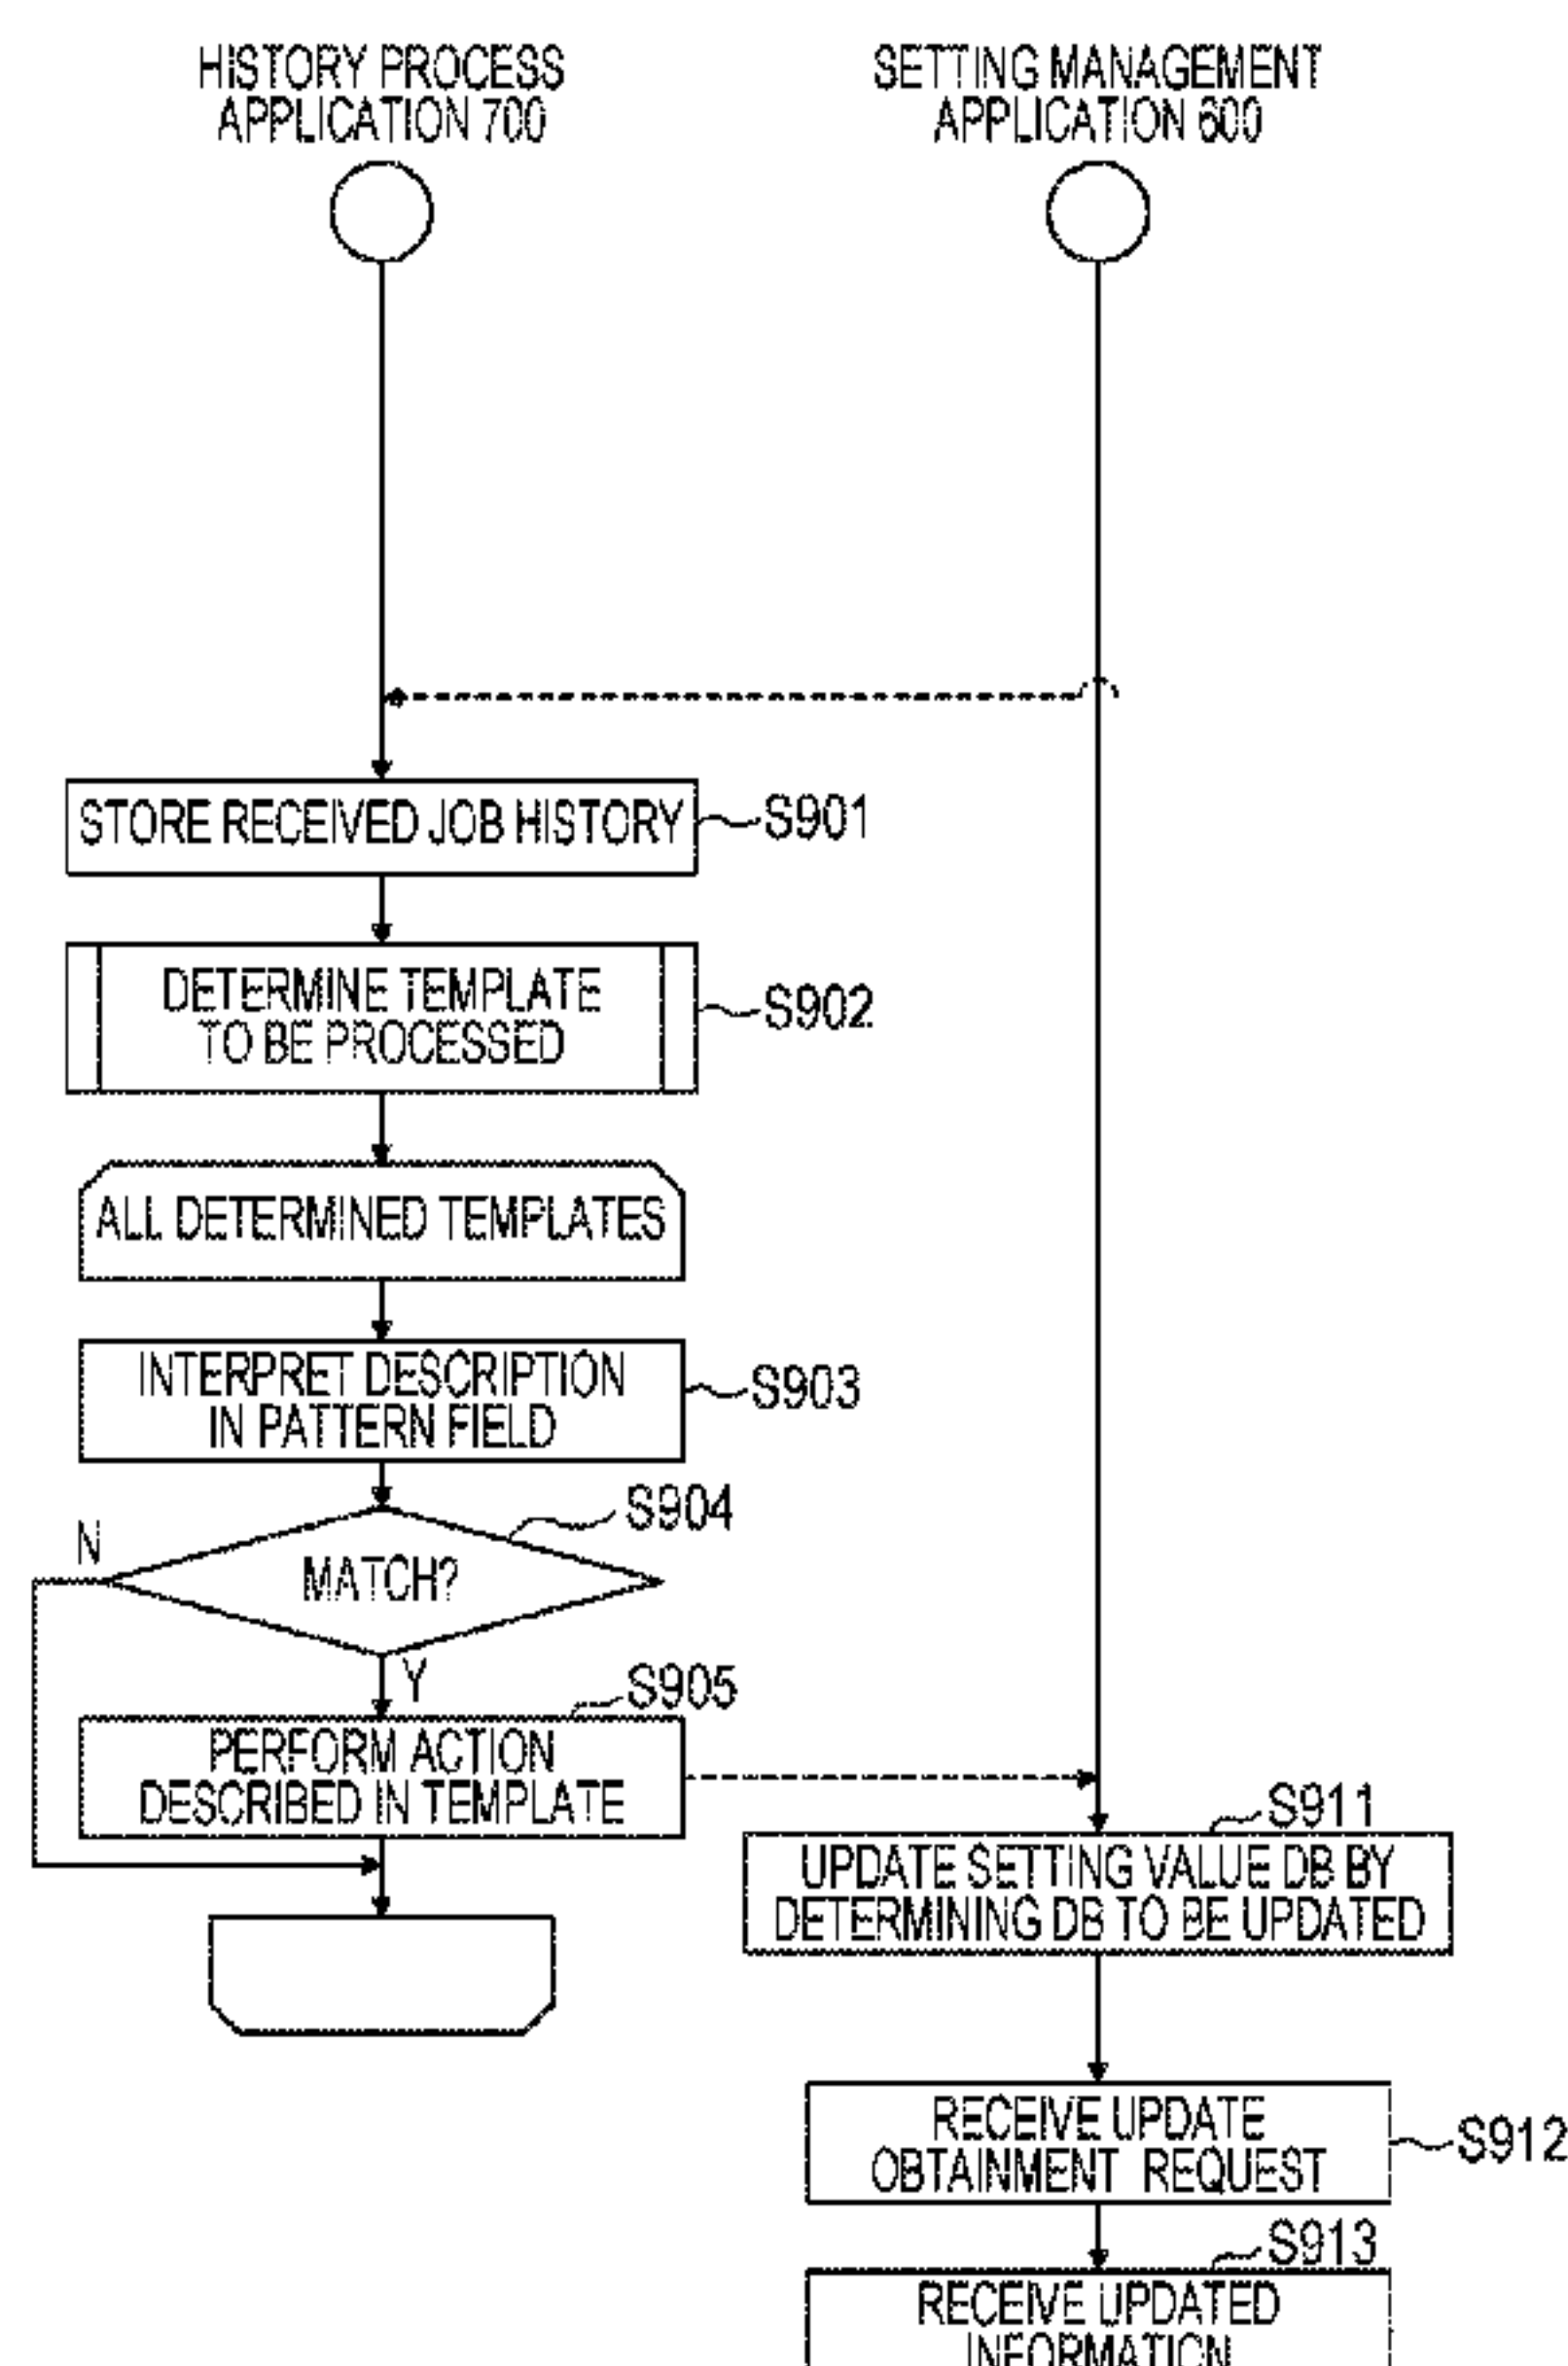 HISTORY PROCESS
APPLICATION 700
SETTING MANAGEMENT
APPLICATION 600
STORE RECEIVED JOB HISTORY
S901
DETERMINE TEMPLATE
TO BE PROCESSED
S902
ALL DETERMINED TEMPLATES
INTERPRET DESCRIPTION
IN PATTERN FIELD
S903
S904
N
MATCH?
Y
S905
PERFORM ACTION
DESCRIBED IN TEMPLATE
S911
UPDATE SETTING VALUE DB BY
DETERMINING DB TO BE UPDATED
RECEIVE UPDATE
OBTAINMENT REQUEST
S912
S913
RECEIVE UPDATED
INFORMATION